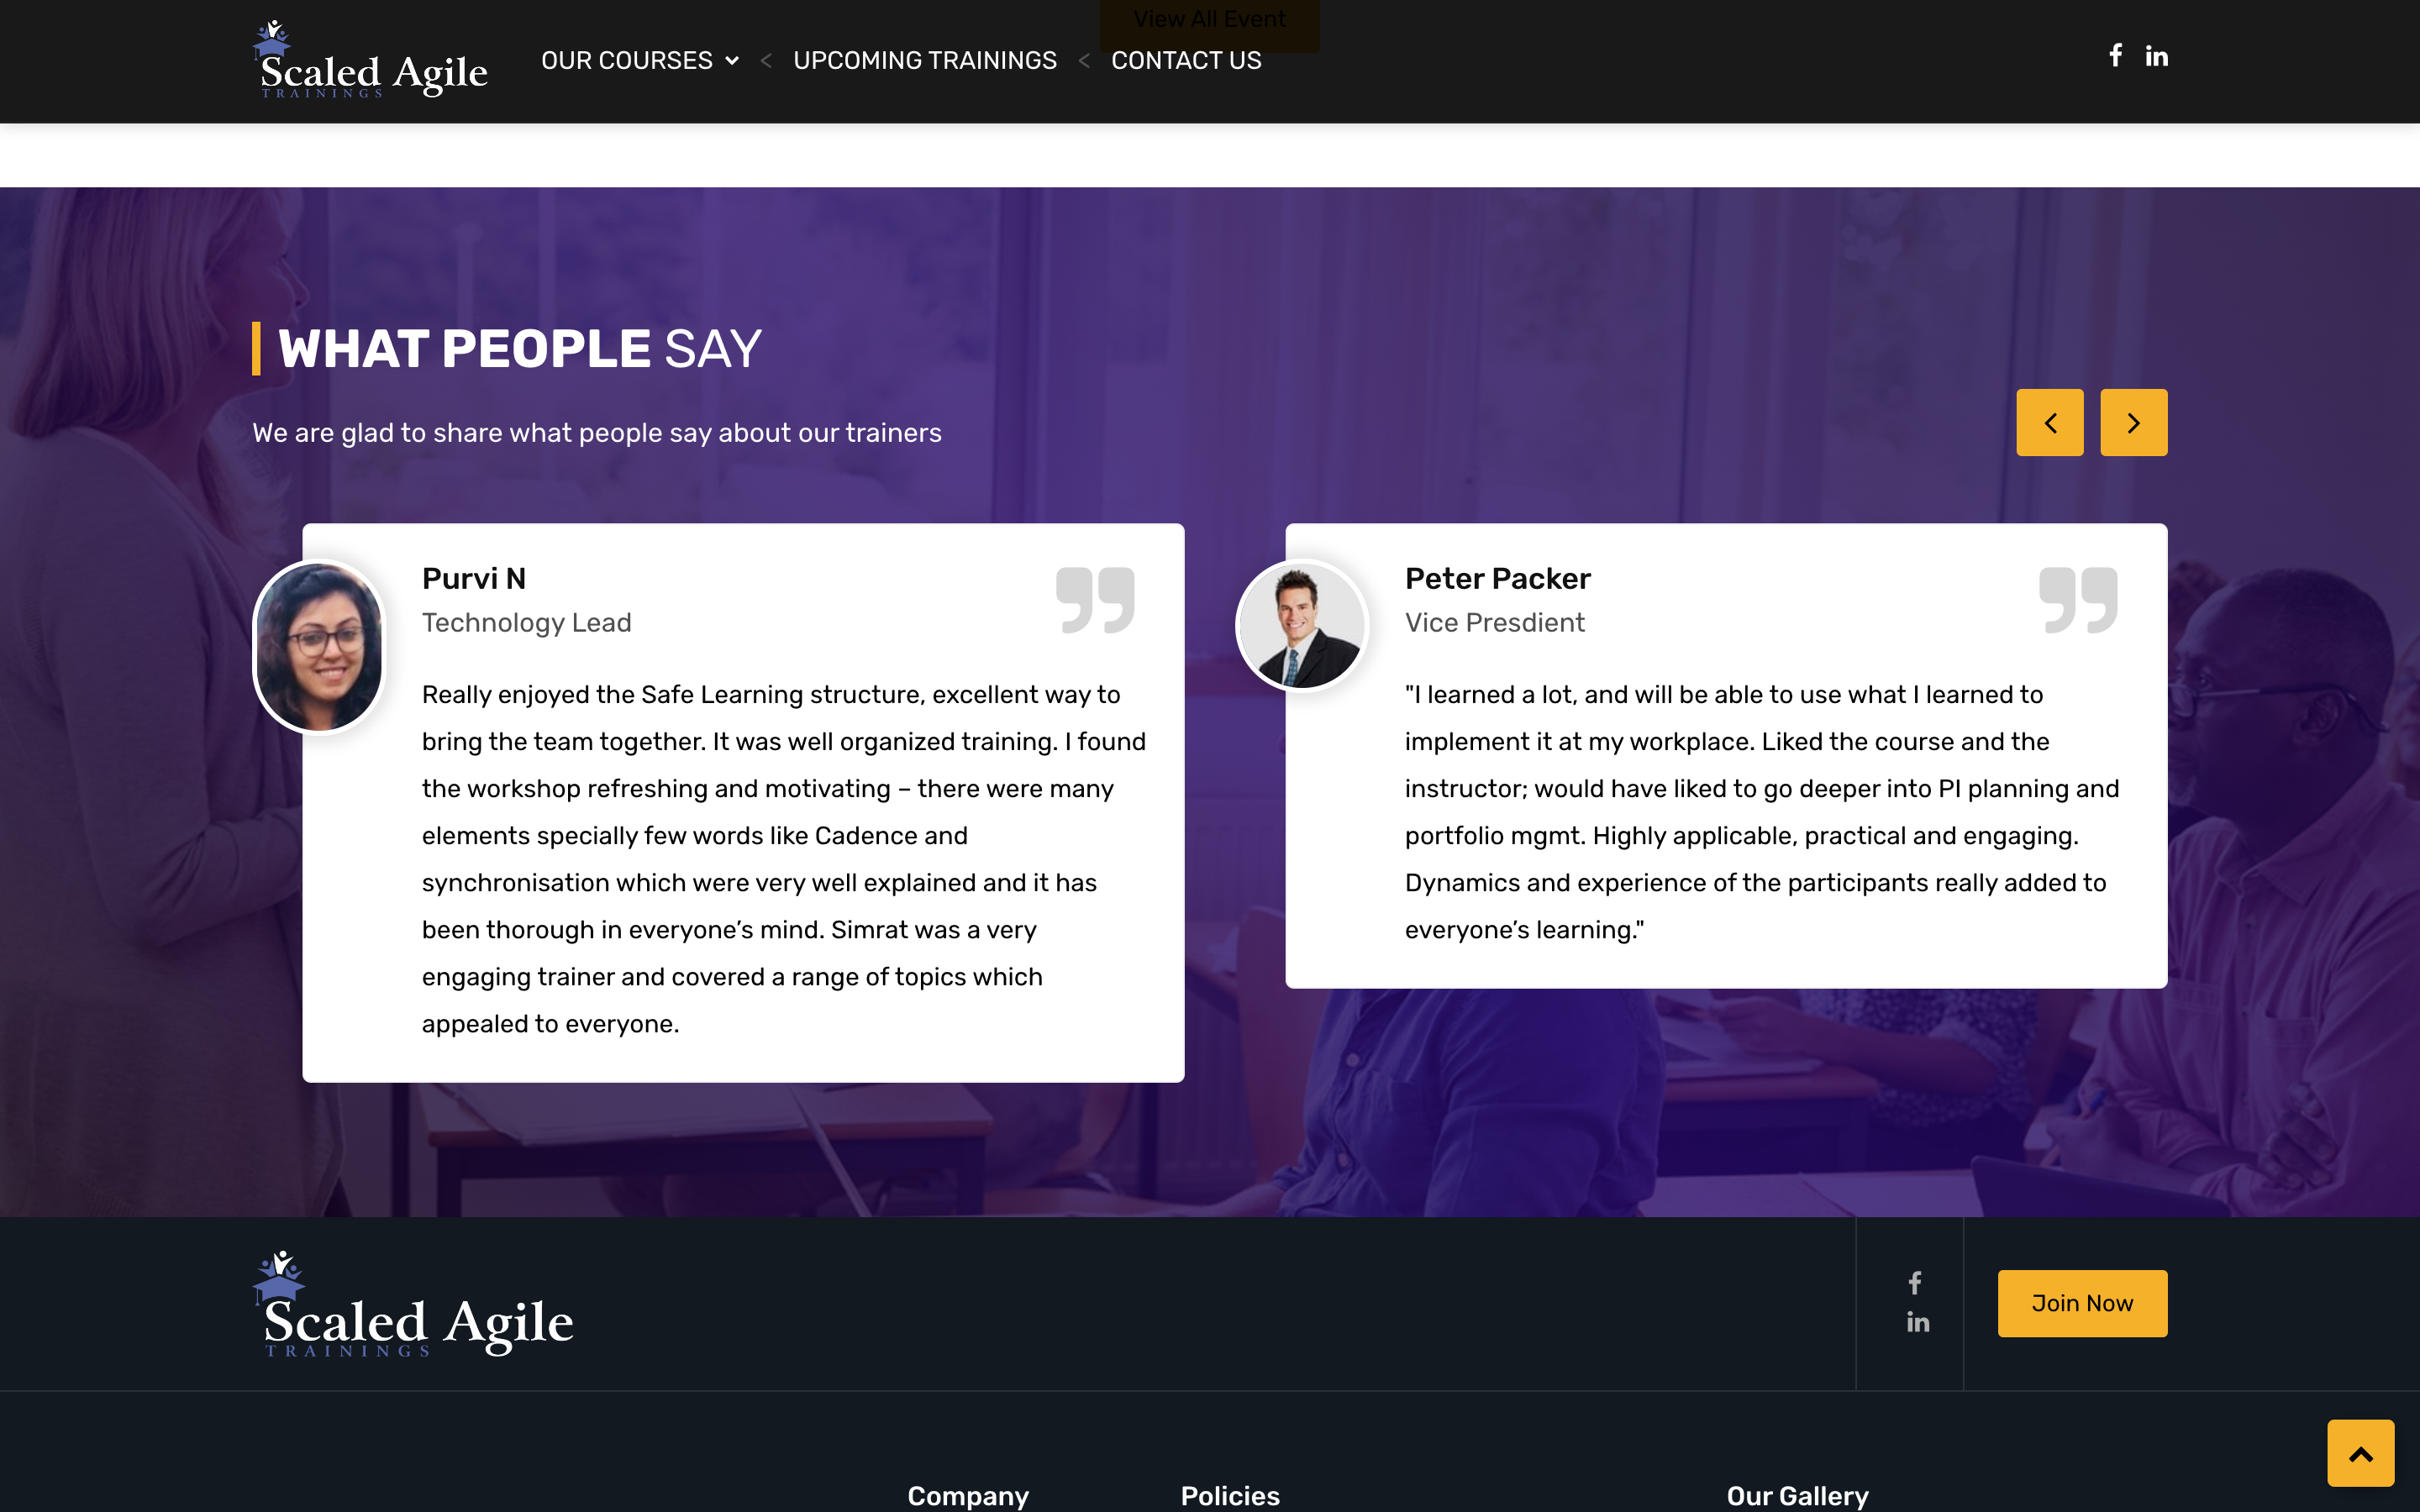 View All Event
Scaled Agile
TRAININGS
OUR COURSES
UPCOMING TRAININGS
CONTACT US
WHAT PEOPLE SAY
We are glad to share what people say about our trainers
Purvi N
Technology Lead
Really enjoyed the Safe Learning structure, excellent way to
bring the team together. It was well organized training. I found
the workshop refreshing and motivating – there were many
elements specially few words like Cadence and
synchronisation which were very well explained and it has
been thorough in everyone’s mind. Simrat was a very
engaging trainer and covered a range of topics which
appealed to everyone.
Peter Packer
Vice Presdient
"I learned a lot, and will be able to use what I learned to
implement it at my workplace. Liked the course and the
instructor; would have liked to go deeper into PI planning and
portfolio mgmt. Highly applicable, practical and engaging.
Dynamics and experience of the participants really added to
everyone’s learning."
Scaled Agile
TRAININGS
Join Now
Company
Policies
Our Gallery